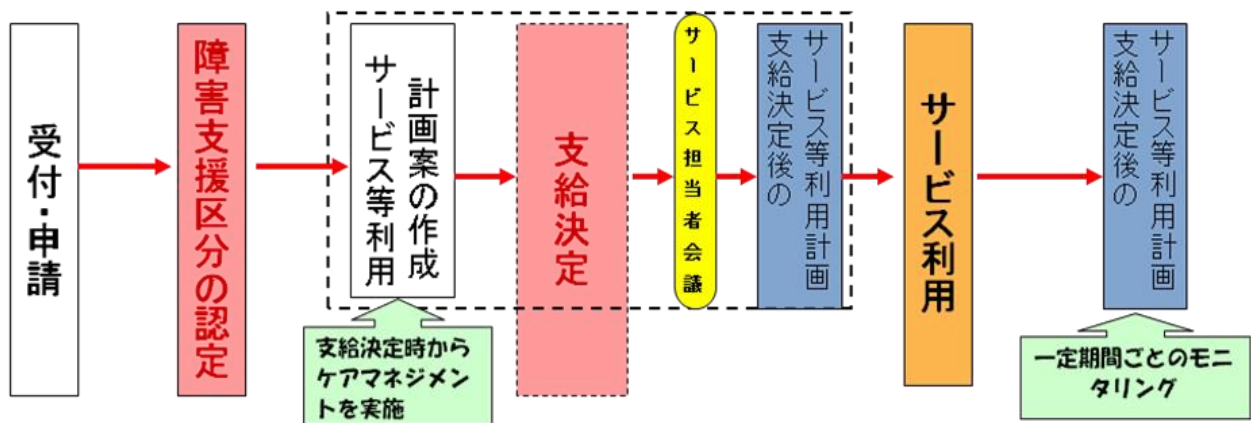 受付・申請
障害支援区分の認定
計画案の作成
サービス等利用
支給決定時から
ケアマネジメン
トを実施
支給決定
サービス担当者会議
サービス等利用計画
支給決定後の
サービス利用
サービス等利用計画
支給決定後の
一定期間ごとのモニ
タリング